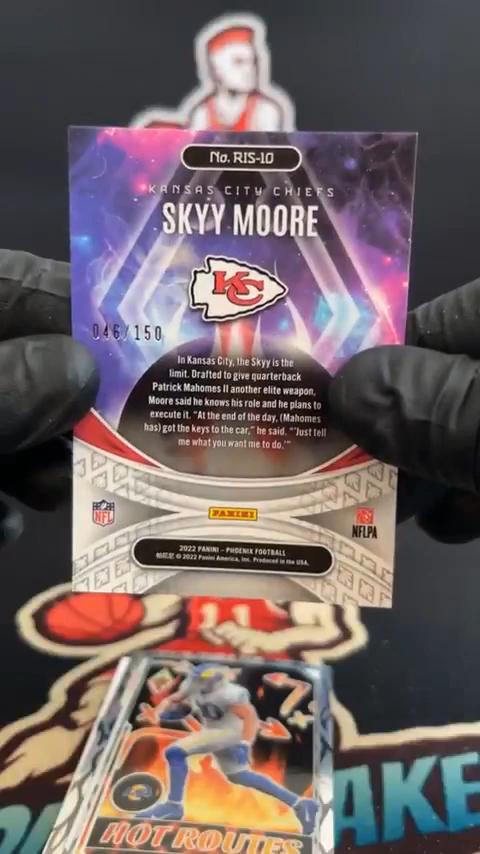 No. RIS-10
KANSAS CITY CHIEFS
SKYY MOORE
KC
046/150
In Kansas City, the Skyy is the
limit. Drafted to give quarterback
Patrick Mahomes II another elite weapon,
Moore said he knows his role and he plans to
execute it. "At the end of the day, (Mahomes
has) got the keys to the car," he said. "'Just tell
me what you want me to do.'"
NFL
PANINI
NFLPA
2022 PANINI – PHOENIX FOOTBALL
© 2022 Panini America, Inc. Produced in the USA.
11
HOT ROUTES
AKE